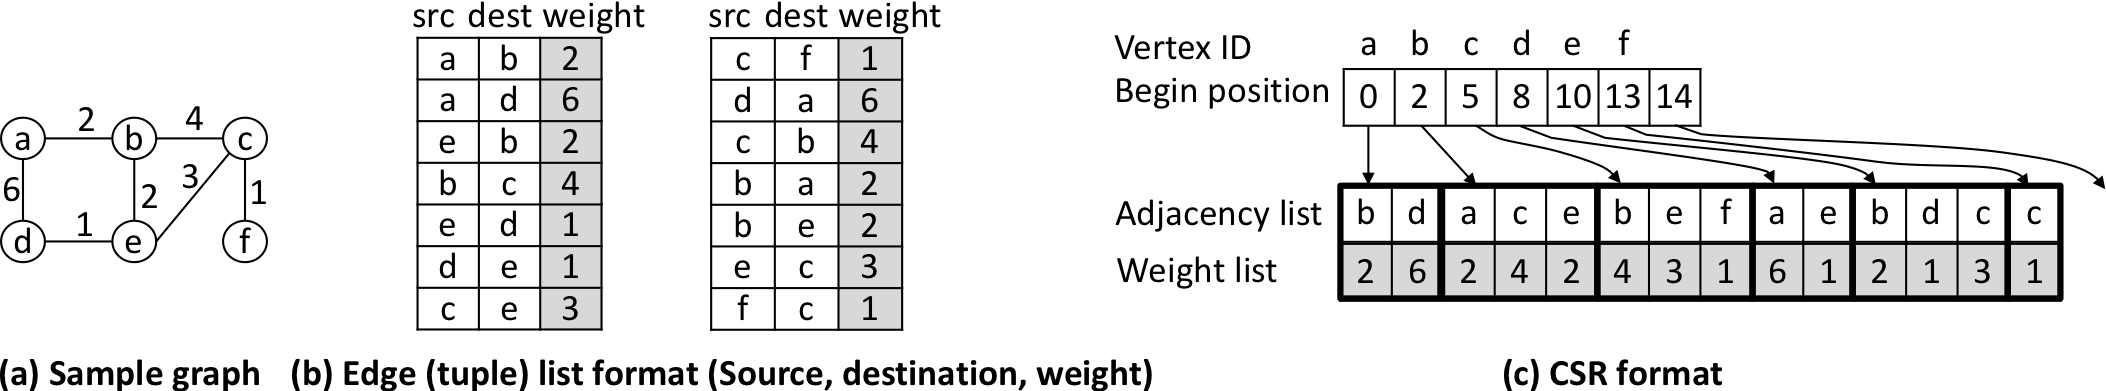 a 2 b 4 c
6 2 3 1
d 1 e f
(a) Sample graph
src dest weight
a b 2
a d 6
e b 2
b c 4
e d 1
d e 1
c e 3
src dest weight
c f 1
d a 6
c b 4
b a 2
b e 2
e c 3
f c 1
(b) Edge (tuple) list format (Source, destination, weight)
Vertex ID a b c d e f
Begin position 0 2 5 8 10 13 14
Adjacency list b d a c e b e f a e b d c c
Weight list 2 6 2 4 2 4 3 1 6 1 2 1 3 1
(c) CSR format